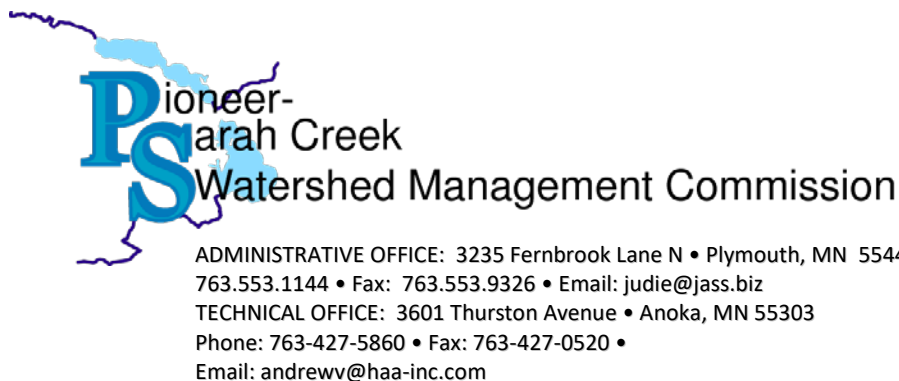 Pioneer-
Sarah Creek
Watershed Management Commission
ADMINISTRATIVE OFFICE: 3235 Fernbrook Lane N • Plymouth, MN 5544
763.553.1144 • Fax: 763.553.9326 • Email: judie@jass.biz
TECHNICAL OFFICE: 3601 Thurston Avenue • Anoka, MN 55303
Phone: 763-427-5860 • Fax: 763-427-0520 •
Email: andrewv@haa-inc.com